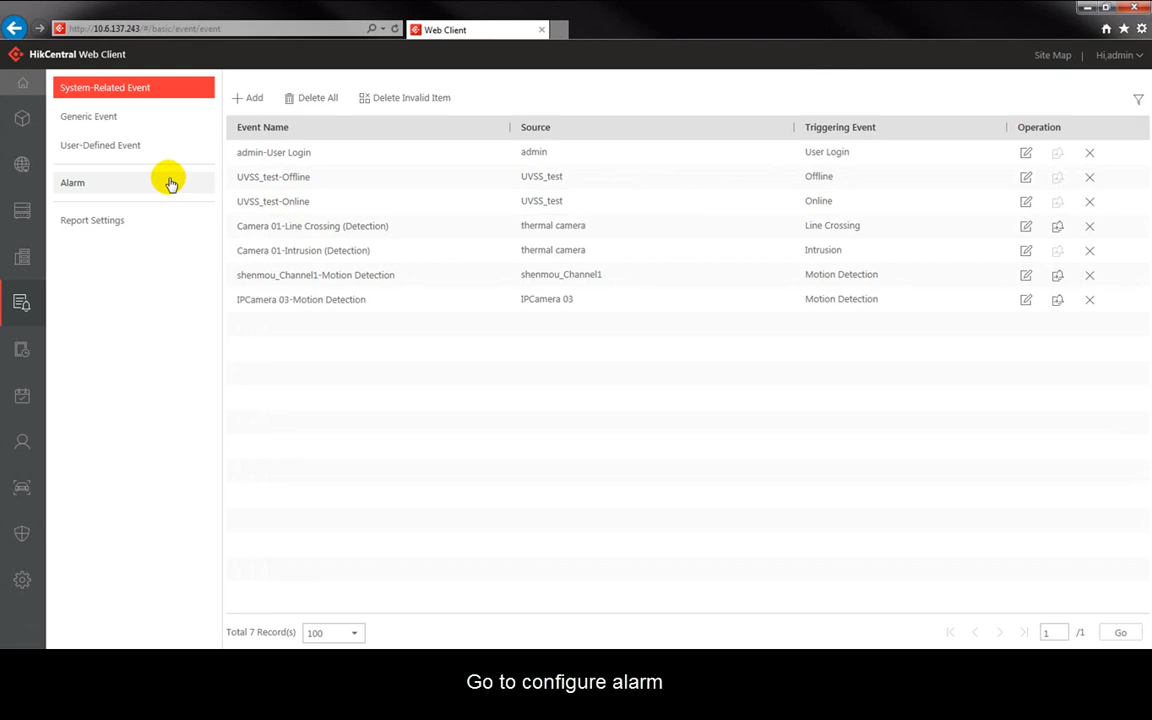 http://10.6.137.243/#/basic/event/event
Web Client
HikCentral Web Client
Site Map | Hi,admin
System-Related Event
Generic Event
User-Defined Event
Alarm
Report Settings
Add Delete All Delete Invalid Item
Event Name Source Triggering Event Operation
admin-User Login admin User Login
UVSS_test-Offline UVSS_test Offline
UVSS_test-Online UVSS_test Online
Camera 01-Line Crossing (Detection) thermal camera Line Crossing
Camera 01-Intrusion (Detection) thermal camera Intrusion
shenmou_Channel1-Motion Detection shenmou_Channel1 Motion Detection
IPCamera 03-Motion Detection IPCamera 03 Motion Detection
Total 7 Record(s) 100 1 /1 Go
Go to configure alarm